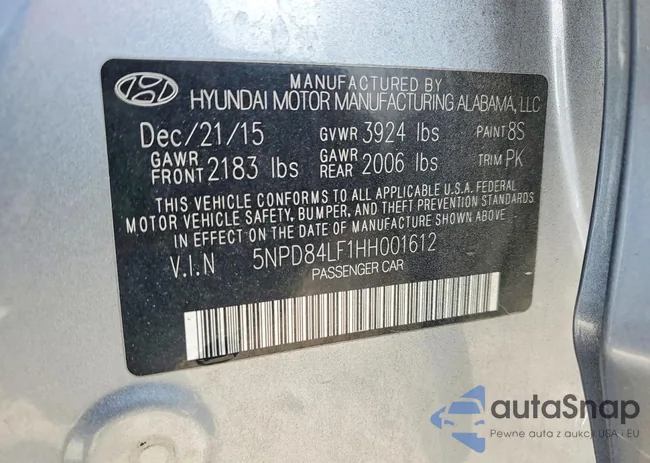 MANUFACTURED BY
HYUNDAI MOTOR MANUFACTURING ALABAMA, LLC
Dec/21/15 GVWR 3924 lbs PAINT 8S
GAWR FRONT 2183 lbs GAWR REAR 2006 lbs TRIM PK
THIS VEHICLE CONFORMS TO ALL APPLICABLE U.S.A. FEDERAL
MOTOR VEHICLE SAFETY, BUMPER, AND THEFT PREVENTION STANDARDS
IN EFFECT ON THE DATE OF MANUFACTURE SHOWN ABOVE.
V.I.N 5NPD84LF1HH001612
PASSENGER CAR
autoSnap
Pewne auta z aukcji USA i EU